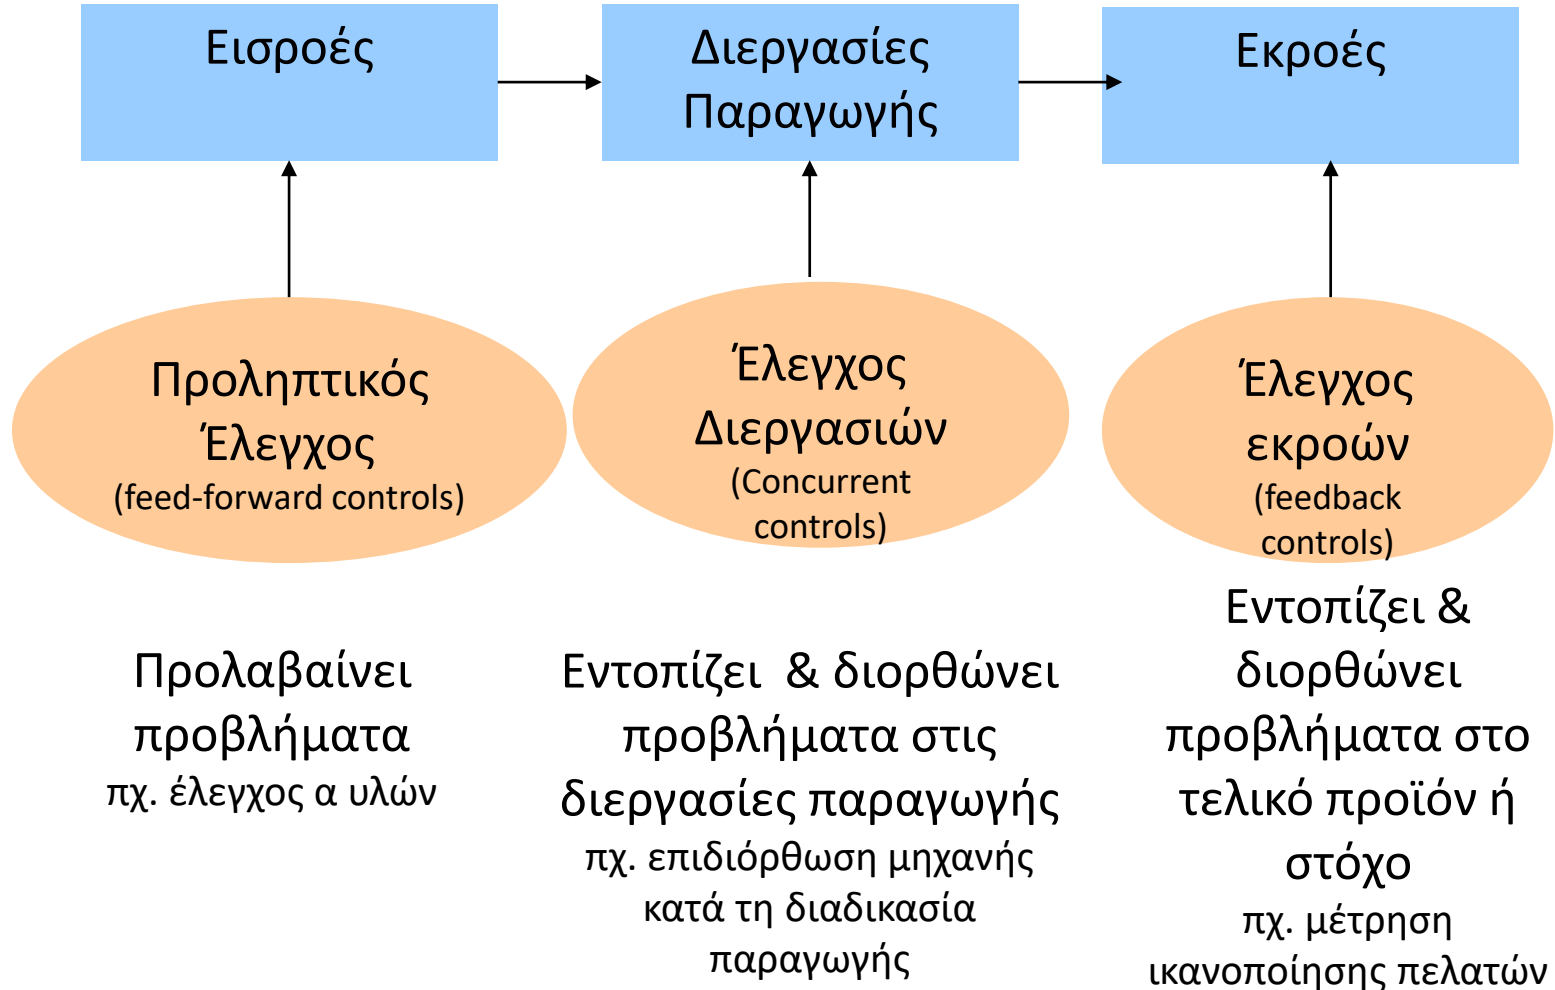 Εισροές
Διεργασίες
Παραγωγής
Εκροές
Προληπτικός
Έλεγχος
(feed-forward controls)
Έλεγχος
Διεργασιών
(Concurrent
controls)
Έλεγχος
εκροών
(feedback
controls)
Προλαβαίνει
προβλήματα
πχ. έλεγχος α υλών
Εντοπίζει & διορθώνει
προβλήματα στις
διεργασίες παραγωγής
πχ. επιδιόρθωση μηχανής
κατά τη διαδικασία
παραγωγής
Εντοπίζει &
διορθώνει
προβλήματα στο
τελικό προϊόν ή
στόχο
πχ. μέτρηση
ικανοποίησης πελατών